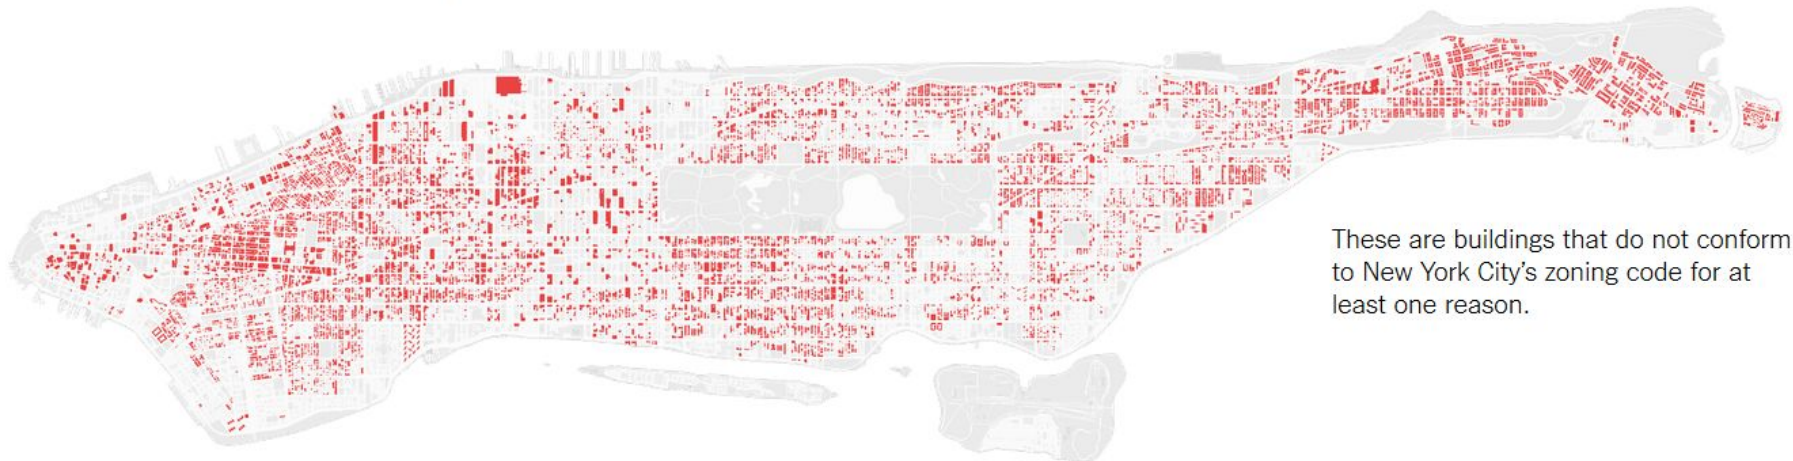 These are buildings that do not conform
to New York City’s zoning code for at
least one reason.